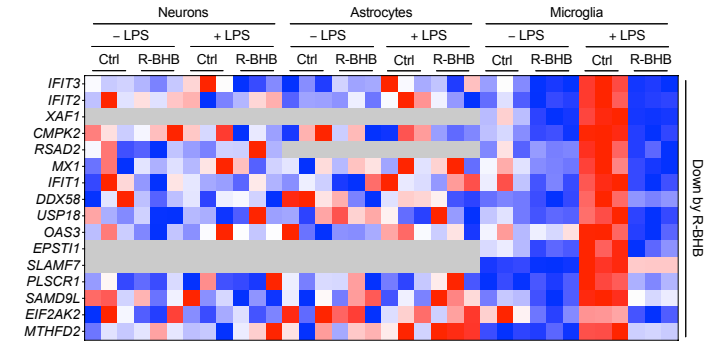 Neurons Astrocytes Microglia
– LPS + LPS – LPS + LPS – LPS + LPS
Ctrl R-BHB Ctrl R-BHB Ctrl R-BHB Ctrl R-BHB Ctrl R-BHB Ctrl R-BHB
IFIT3
IFIT2
XAF1
CMPK2
RSAD2
MX1
IFIT1
DDX58
USP18
OAS3
EPSTI1
SLAMF7
PLSCR1
SAMD9L
EIF2AK2
MTHFD2
Down by R-BHB